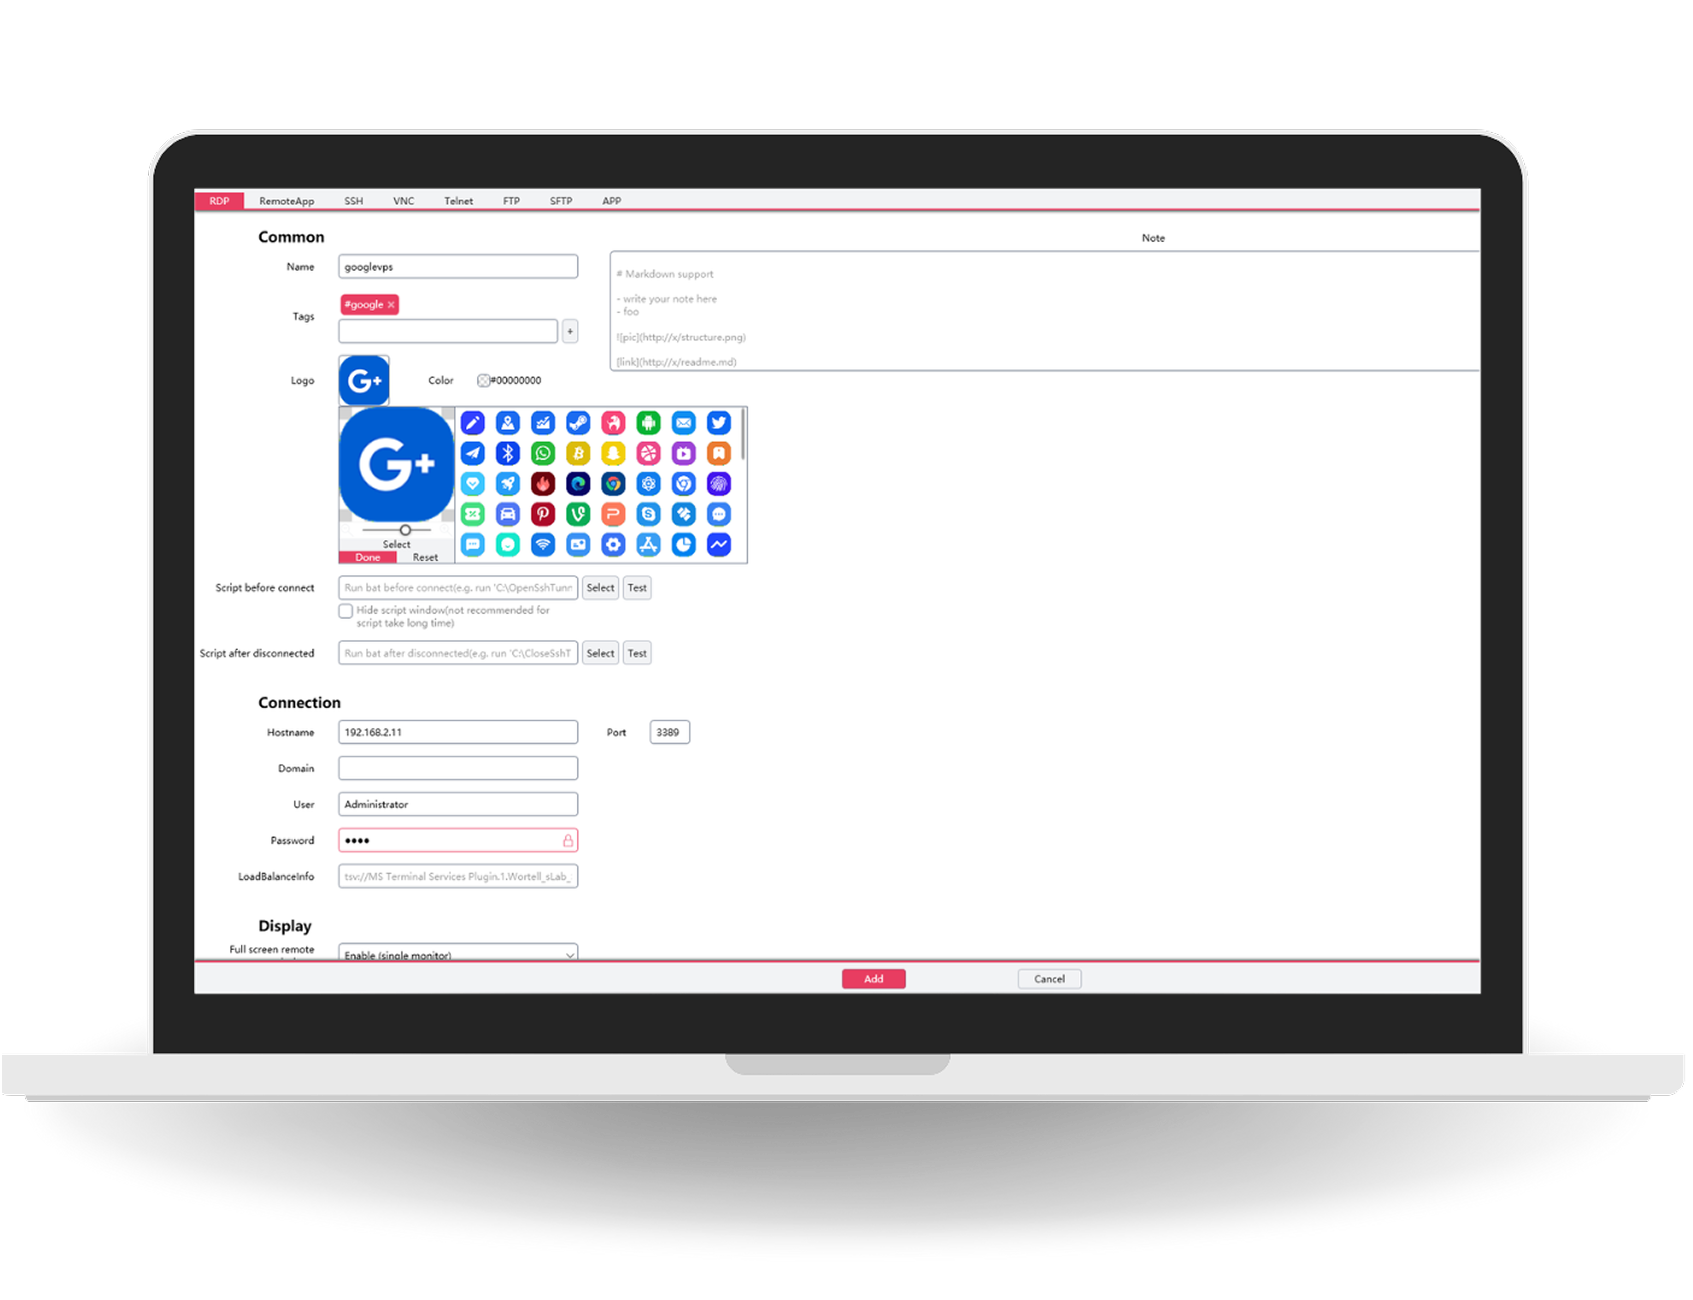 RDP RemoteApp SSH VNC Telnet FTP SFTP APP
Common
Note
Name googlevps
# Markdown support
- write your note here
- foo
![pic](http://x/structure.png)
[link](http://x/readme.md)
#google ×
Tags
+
Logo G+ Color #00000000
G+
Select
Done Reset
Script before connect Run bat before connect(e.g. run 'C:\OpenSshTunn Select Test
Hide script window(not recommended for
script take long time)
Script after disconnected Run bat after disconnected(e.g. run 'C:\CloseSshT Select Test
Connection
Hostname 192.168.2.11 Port 3389
Domain
User Administrator
Password ••••
LoadBalanceInfo tsv://MS Terminal Services Plugin.1.Wortell_sLab_
Display
Full screen remote
Enable (single monitor)
Add Cancel